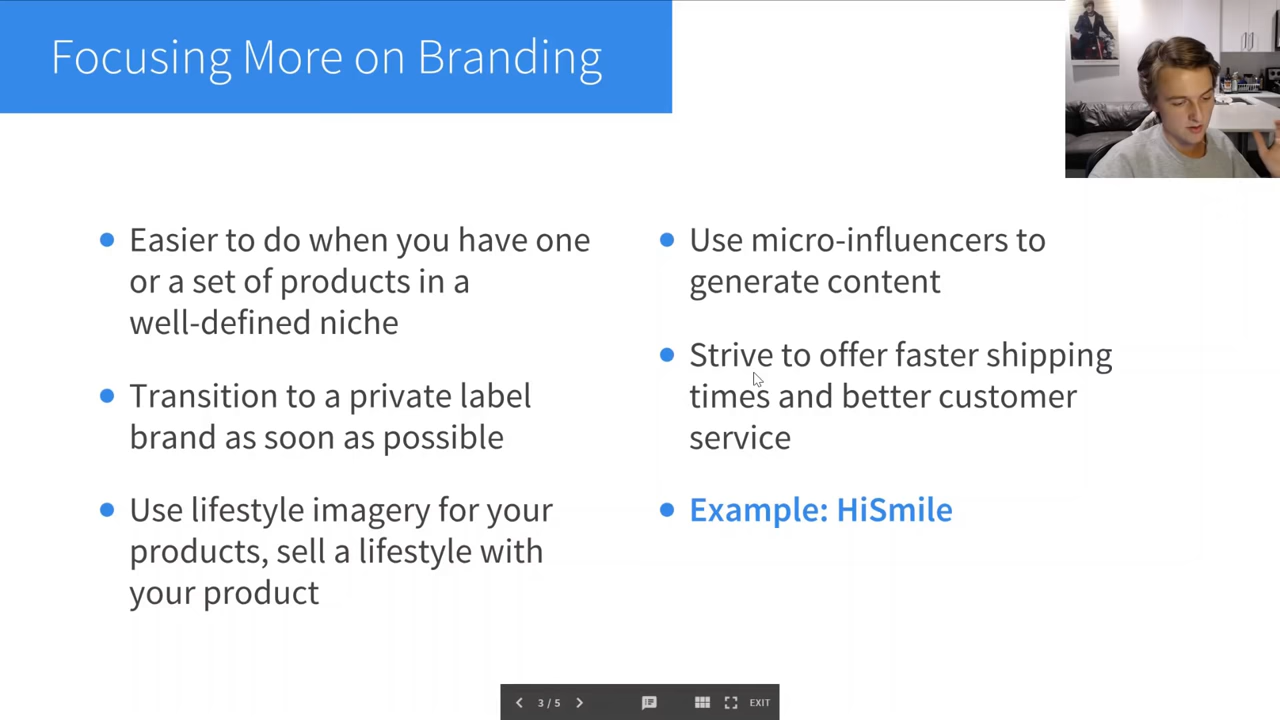 Focusing More on Branding
Easier to do when you have one
or a set of products in a
well-defined niche
Transition to a private label
brand as soon as possible
Use lifestyle imagery for your
products, sell a lifestyle with
your product
Use micro-influencers to
generate content
Strive to offer faster shipping
times and better customer
service
Example: HiSmile
3 / 5
EXIT